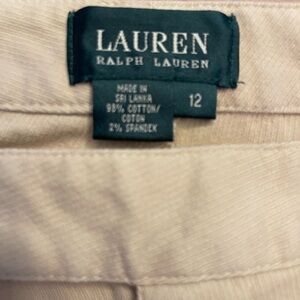 LAUREN
RALPH LAUREN
MADE IN
SRI LANKA
98% COTTON/
COTON
2% SPANDEX
12